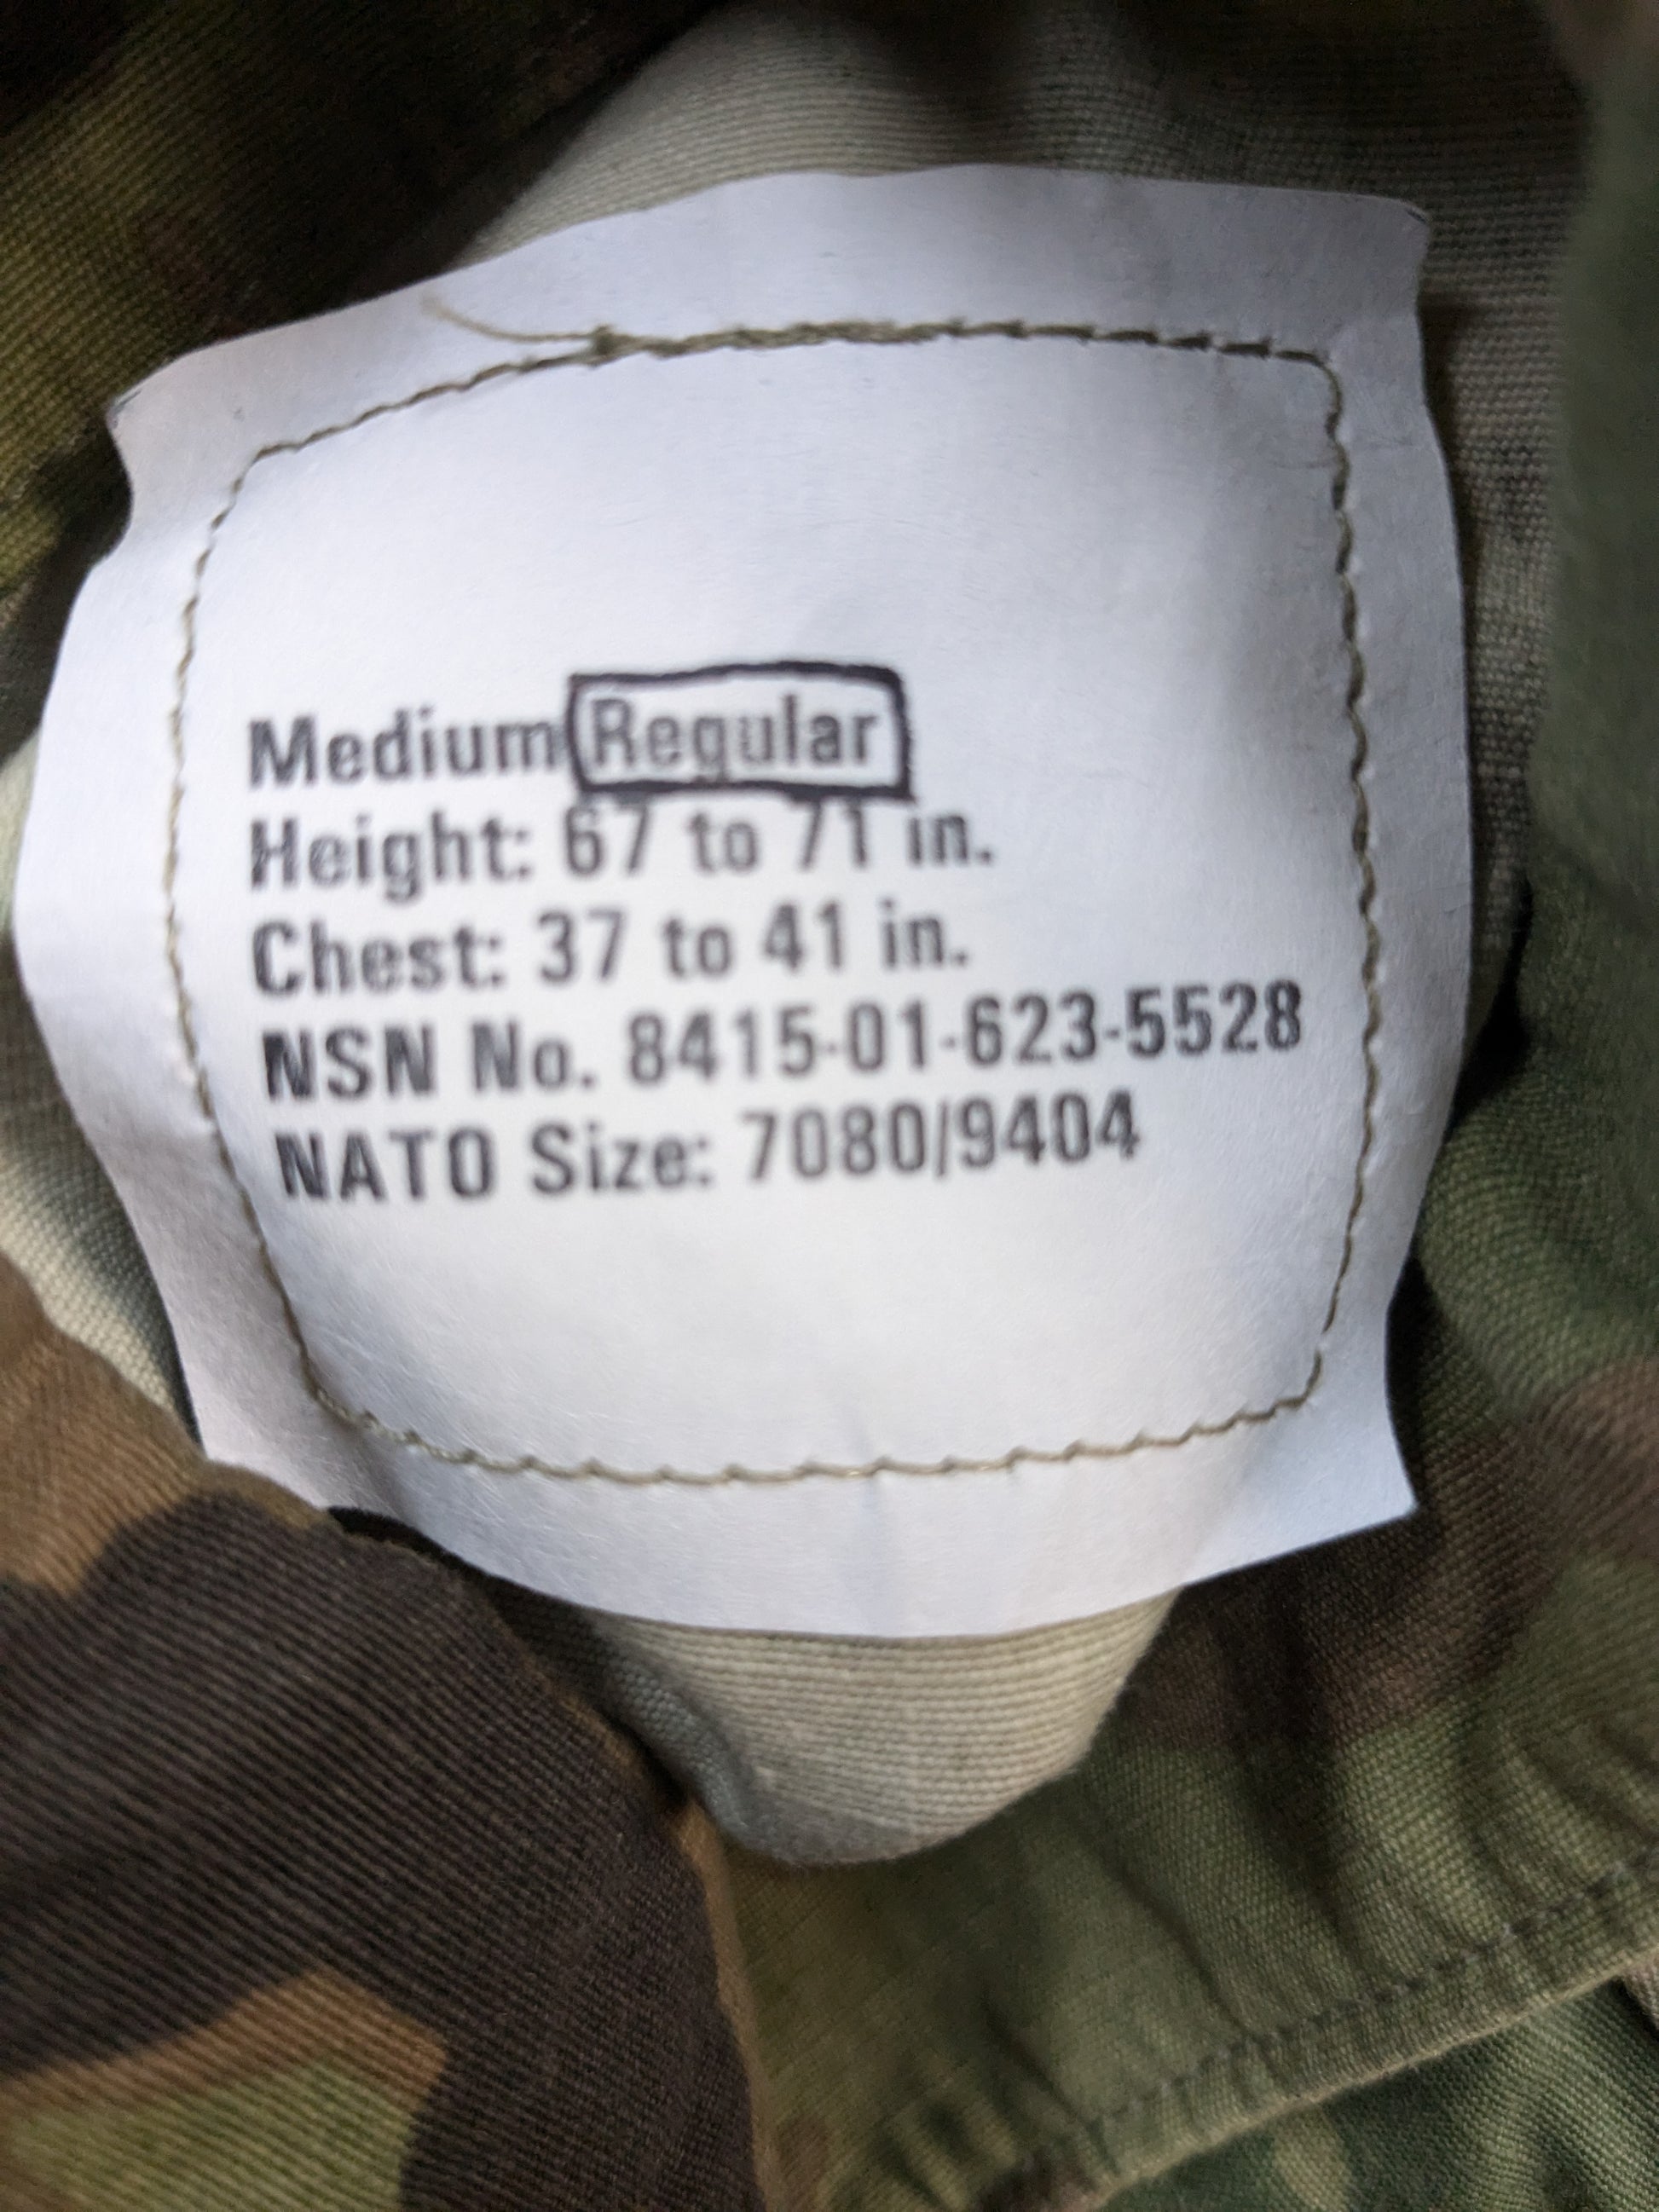 Medium Regular
Height: 67 to 71 in.
Chest: 37 to 41 in.
NSN No. 8415-01-623-5528
NATO Size: 7080/9404